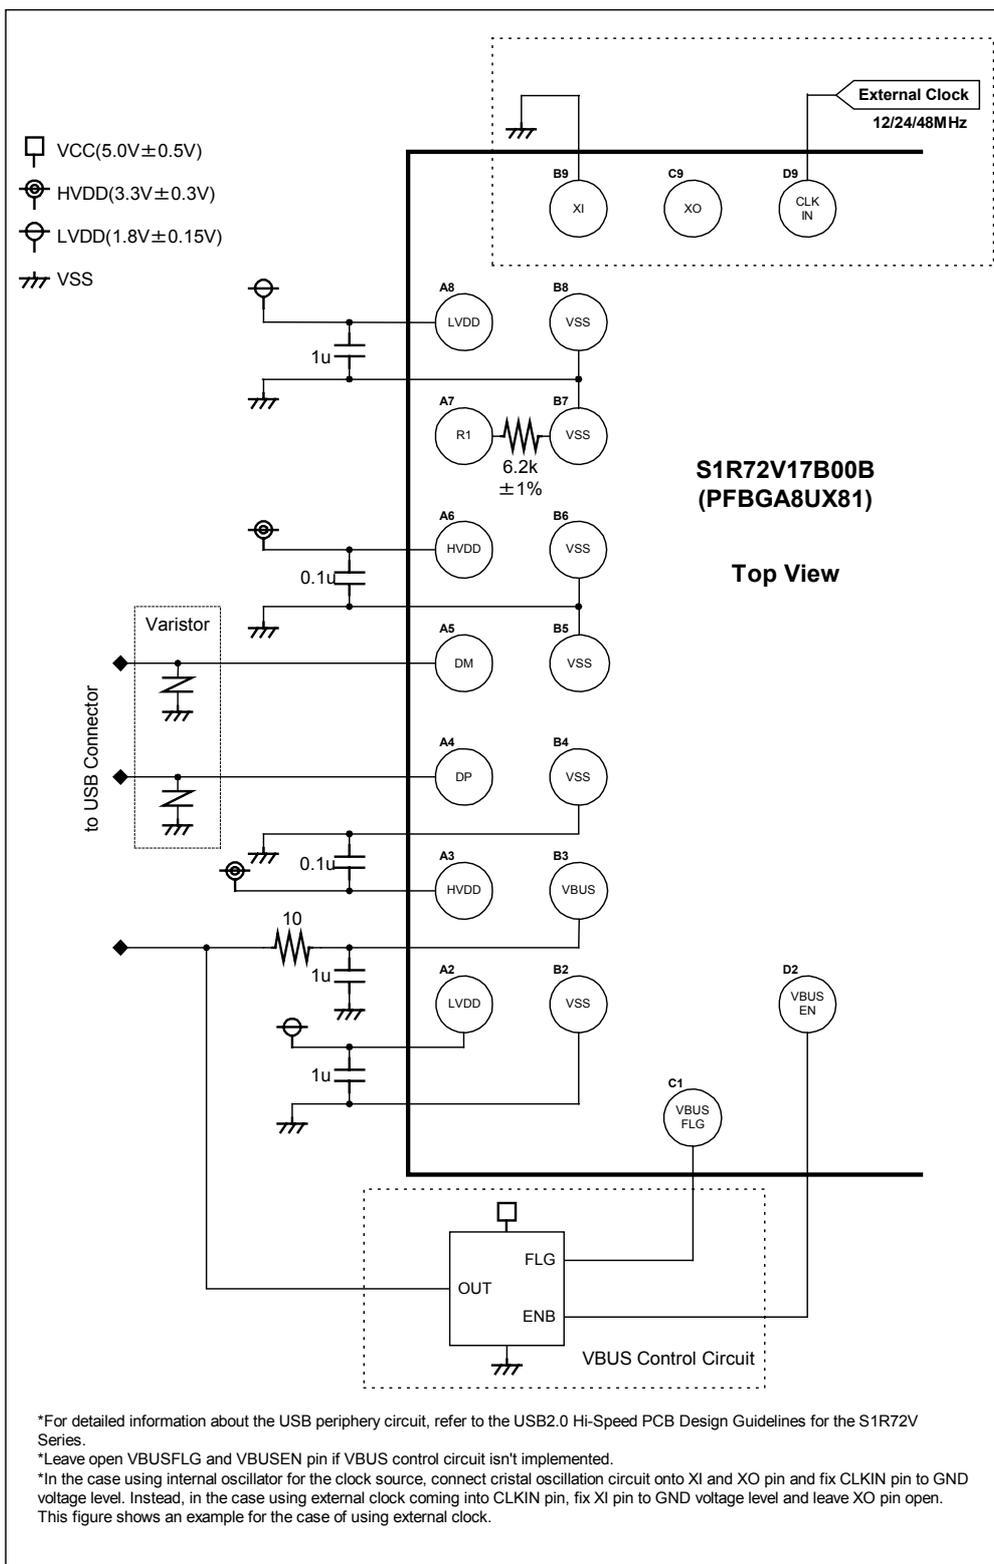 External Clock
12/24/48MHz
VCC(5.0V±0.5V)
HVDD(3.3V±0.3V)
LVDD(1.8V±0.15V)
VSS
B9
C9
D9
XI
XO
CLK
IN
A8
B8
LVDD
VSS
1u
A7
B7
R1
VSS
6.2k
±1%
S1R72V17B00B
(PFBGA8UX81)
Top View
A6
B6
HVDD
VSS
0.1u
Varistor
A5
B5
DM
VSS
to USB Connector
A4
B4
DP
VSS
0.1u
A3
B3
HVDD
VBUS
10
1u
A2
B2
D2
LVDD
VSS
VBUS
EN
1u
C1
VBUS
FLG
FLG
OUT
ENB
VBUS Control Circuit
*For detailed information about the USB periphery circuit, refer to the USB2.0 Hi-Speed PCB Design Guidelines for the S1R72V
Series.
*Leave open VBUSFLG and VBUSEN pin if VBUS control circuit isn't implemented.
*In the case using internal oscillator for the clock source, connect cristal oscillation circuit onto XI and XO pin and fix CLKIN pin to GND
voltage level. Instead, in the case using external clock coming into CLKIN pin, fix XI pin to GND voltage level and leave XO pin open.
This figure shows an example for the case of using external clock.